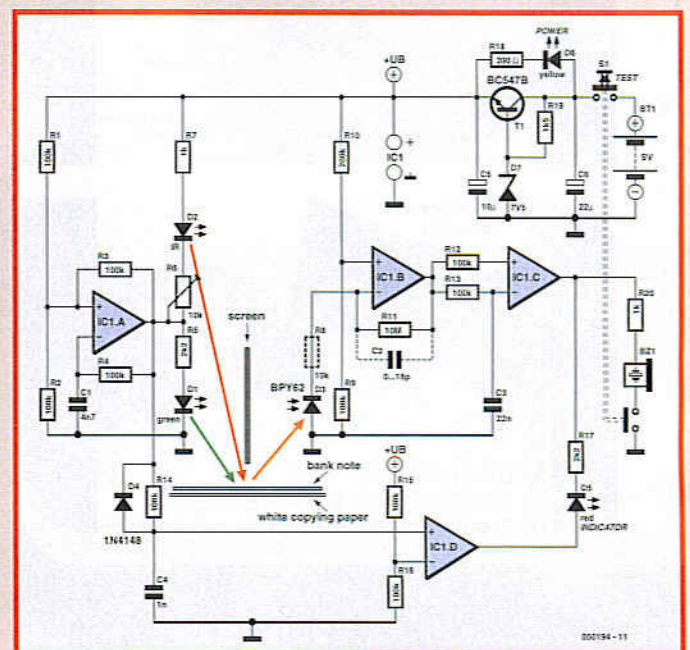 POWER
R18
200 Ω
D6
yellow
S1
TEST
+UB
BC547B
T1
R19
1k5
BT1
9V
R1
100k
R7
1k
R10
200k
IC1
C5
10µ
D7
7V5
C6
22µ
D2
IR
R3
100k
R6
10k
IC1.A
IC1.B
R12
100k
R13
100k
IC1.C
R4
100k
R5
2k2
screen
R11
10M
R8
10k
C2
0...18p
R20
1k
BZ1
R2
100k
C1
4n7
D1
green
BPY62
D3
R9
100k
C3
22n
R17
2k2
bank note
white copying paper
+UB
D4
1N4148
R14
100k
R15
100k
D5
red
INDICATOR
IC1.D
R16
100k
C4
1n
000194 - 11